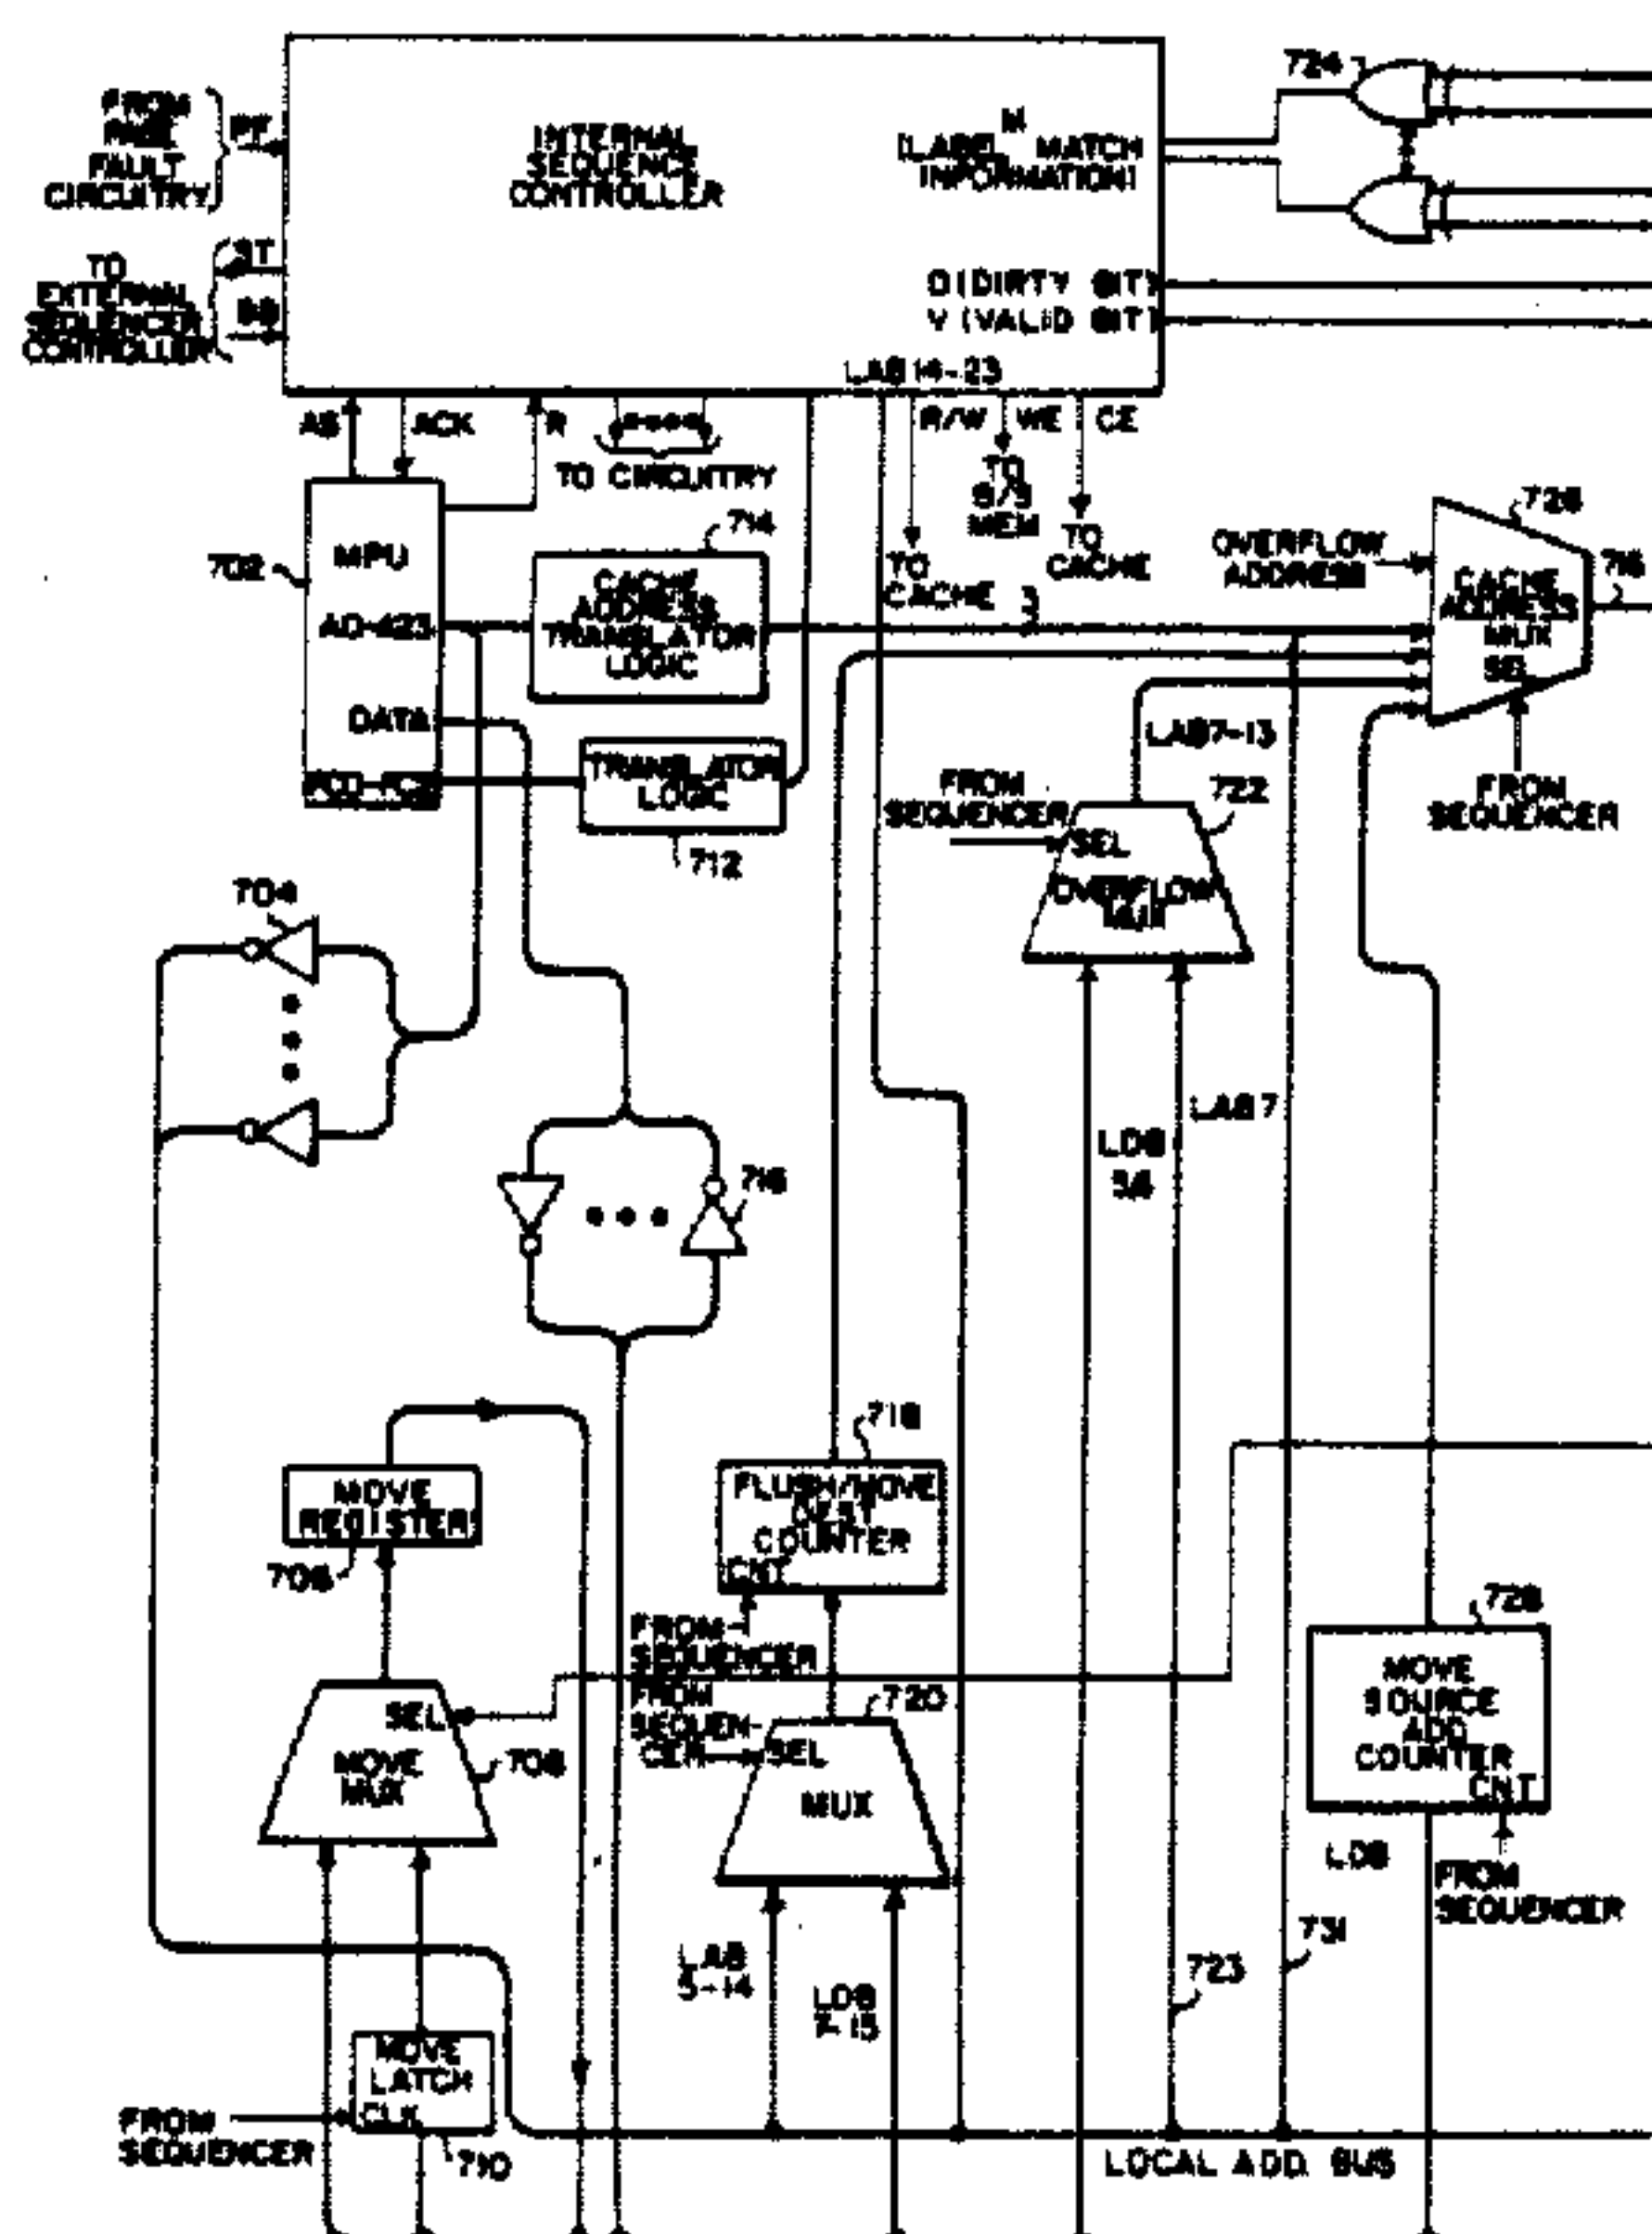 FROM
FAULT
CIRCUITRY
PF
TO
EXTERNAL
SEQUENCER
CONTROLLER
ST
INTERNAL
SEQUENCE
CONTROLLER
M
[LABEL MATCH
INFORMATION]
D (DIRTY BIT)
V (VALID BIT)
LAB 14-23
724
AS
ACK
R
TO CIRCUITRY
R/W
WE
CE
TO
CACHE
TO
MEM
TO
CACHE
702
MPU
DATA
714
CACHE
ADDRESS
TRANSLATOR
LOGIC
TRANSLATOR
LOGIC
712
OVERFLOW
ADDRESS
726
CACHE
ADDRESS
MUX
SEL
FROM
SEQUENCER
LAB7-13
FROM
SEQUENCER
722
SEL
OVERFLOW
MUX
704
LAB7
LDB
716
718
FLUSH/MOVE
DEST
COUNTER
CNT
FROM
SEQUENCER
MOVE
REGISTER
706
FROM
SEQUEN-
CER
720
SEL
MUX
SEL
MOVE
MUX
708
728
MOVE
SOURCE
ADD
COUNTER
CNT
LDB
FROM
SEQUENCER
LAB
5-14
LDB
7-15
723
731
MOVE
LATCH
CLK
FROM
SEQUENCER
710
LOCAL ADD. BUS